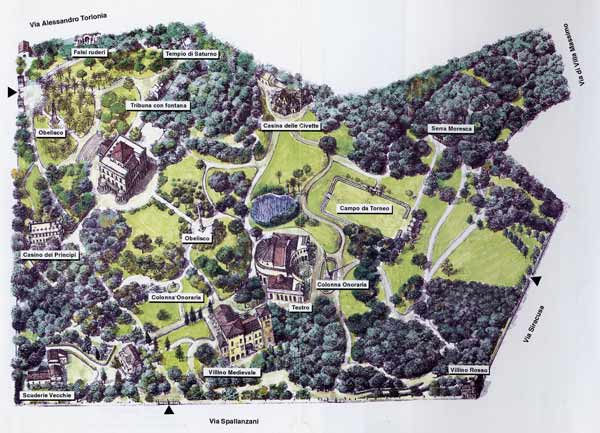 Via Alessandro Torlonia
Via di Villa Massimo
Falsi ruderi
Tempio di Saturno
Tribuna con fontana
Obelisco
Casina delle Civette
Serra Moresca
Campo da Torneo
Obelisco
Casino dei Principi
Colonna Onoraria
Colonna Onoraria
Teatro
Via Siracusa
Villino Medievale
Villino Rosso
Scuderie Vecchie
Via Spallanzani